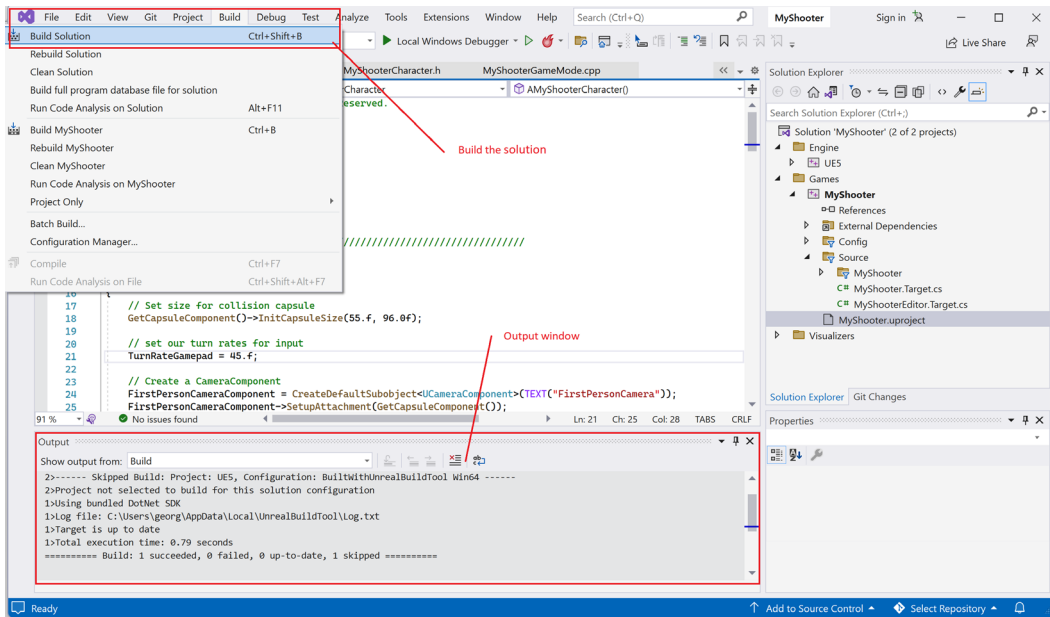 File Edit View Git Project Build Debug Test Analyze Tools Extensions Window Help Search (Ctrl+Q) MyShooter Sign in
Build Solution Ctrl+Shift+B
Local Windows Debugger
Live Share
Rebuild Solution
Clean Solution
Build full program database file for solution
Run Code Analysis on Solution Alt+F11
Build MyShooter Ctrl+B
Rebuild MyShooter
Clean MyShooter
Run Code Analysis on MyShooter
Project Only
Batch Build...
Configuration Manager...
Compile Ctrl+F7
Run Code Analysis on File Ctrl+Shift+Alt+F7
MyShooterCharacter.h MyShooterGameMode.cpp
Character AMyShooterCharacter()
eserved.
Build the solution
////////////////////////////////
16 {
17 // Set size for collision capsule
18 GetCapsuleComponent()->InitCapsuleSize(55.f, 96.0f);
19
20 // set our turn rates for input
21 TurnRateGamepad = 45.f;
22
23 // Create a CameraComponent
24 FirstPersonCameraComponent = CreateDefaultSubobject<UCameraComponent>(TEXT("FirstPersonCamera"));
25 FirstPersonCameraComponent->SetupAttachment(GetCapsuleComponent());
Output window
91 % No issues found Ln: 21 Ch: 25 Col: 28 TABS CRLF
Output
Show output from: Build
2>------ Skipped Build: Project: UE5, Configuration: BuiltWithUnrealBuildTool Win64 ------
2>Project not selected to build for this solution configuration
1>Using bundled DotNet SDK
1>Log file: C:\Users\georg\AppData\Local\UnrealBuildTool\Log.txt
1>Target is up to date
1>Total execution time: 0.79 seconds
========== Build: 1 succeeded, 0 failed, 0 up-to-date, 1 skipped ==========
Solution Explorer
Search Solution Explorer (Ctrl+;)
Solution 'MyShooter' (2 of 2 projects)
Engine
UE5
Games
MyShooter
References
External Dependencies
Config
Source
MyShooter
C# MyShooter.Target.cs
C# MyShooterEditor.Target.cs
MyShooter.uproject
Visualizers
Solution Explorer Git Changes
Properties
Ready Add to Source Control Select Repository